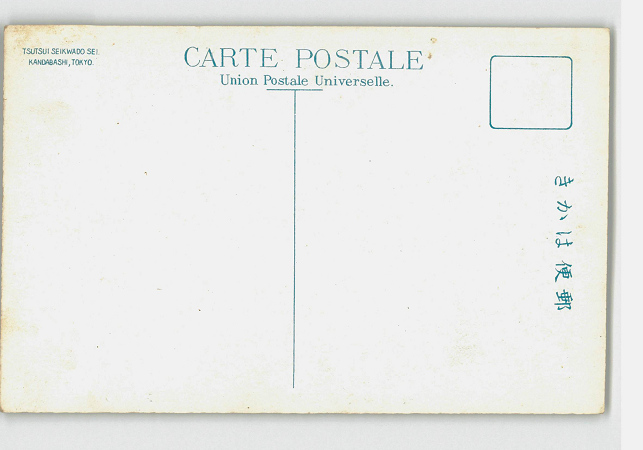 TSUTSUI SEIKWADO SEI.
KANDABASHI, TOKYO.
CARTE POSTALE
Union Postale Universelle.
きかは便郵